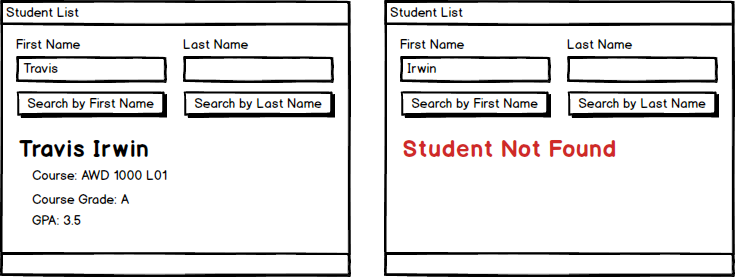 Student List
First Name
Last Name
Travis
Search by First Name
Search by Last Name
Travis Irwin
Course: AWD 1000 L01
Course Grade: A
GPA: 3.5
Student List
First Name
Last Name
Irwin
Search by First Name
Search by Last Name
Student Not Found